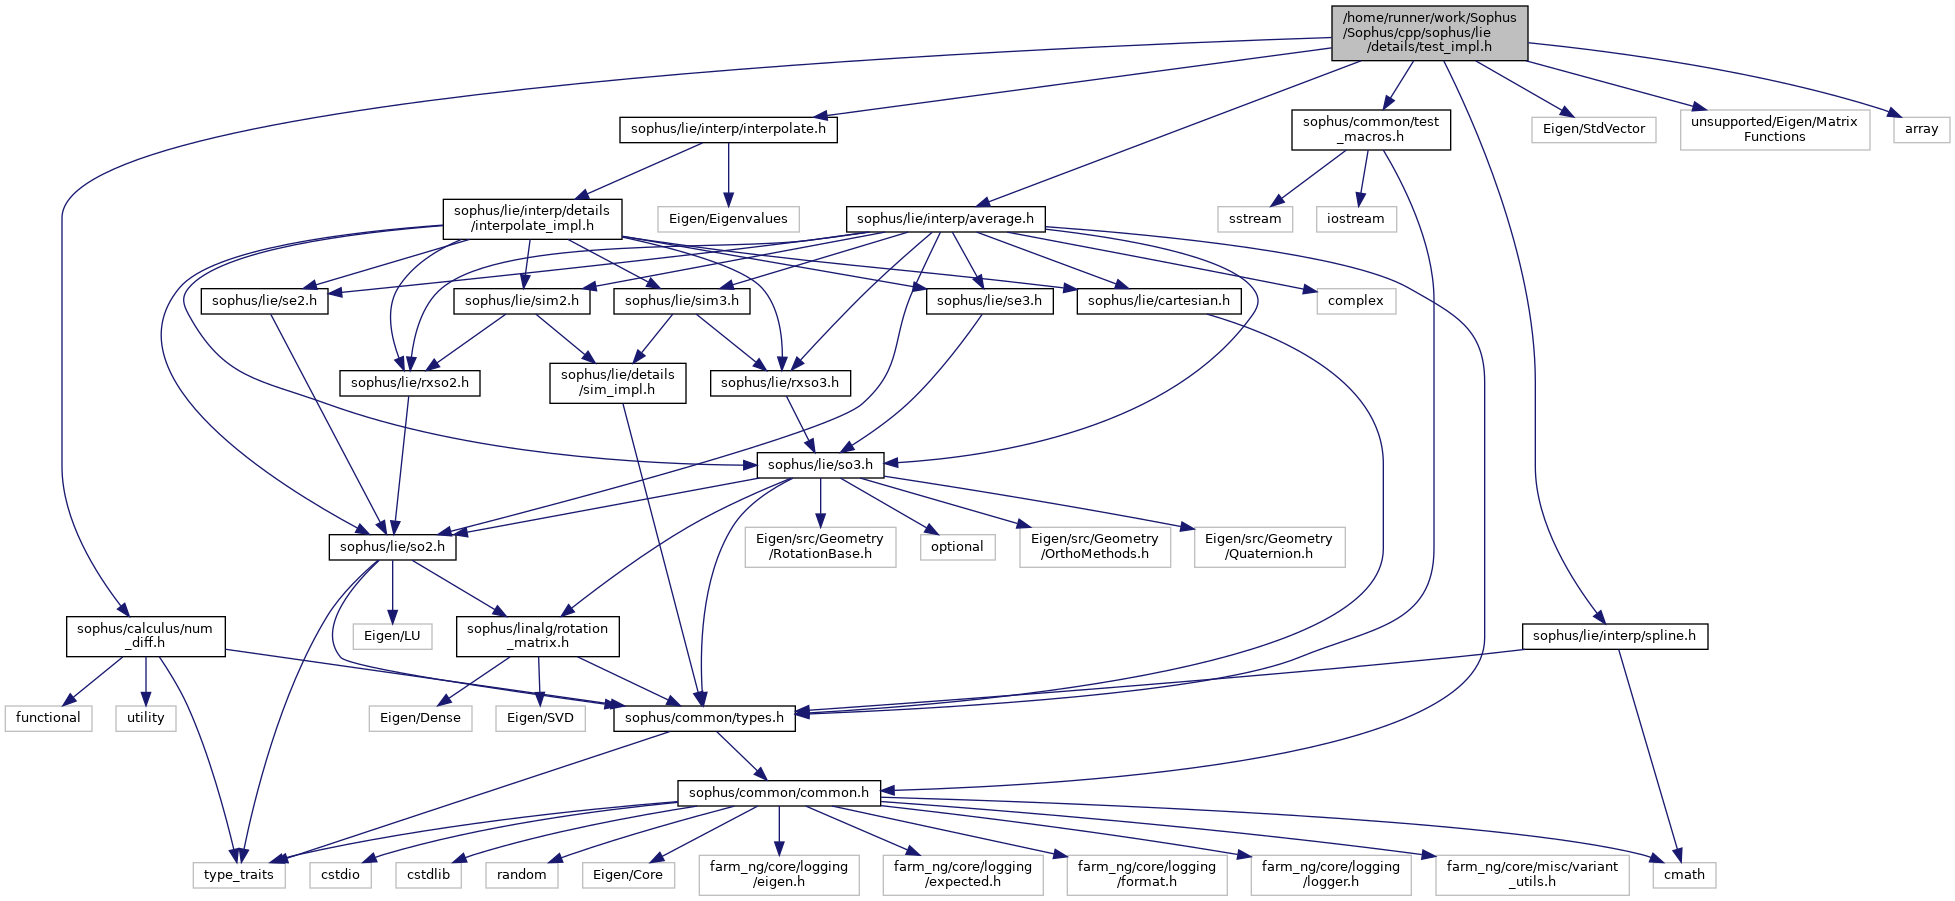 /home/runner/work/Sophus
/Sophus/cpp/sophus/lie
/details/test_impl.h
sophus/lie/interp/interpolate.h
sophus/common/test
_macros.h
Eigen/StdVector
unsupported/Eigen/Matrix
Functions
array
sophus/lie/interp/details
/interpolate_impl.h
Eigen/Eigenvalues
sophus/lie/interp/average.h
sstream
iostream
sophus/lie/se2.h
sophus/lie/sim2.h
sophus/lie/sim3.h
sophus/lie/se3.h
sophus/lie/cartesian.h
complex
sophus/lie/rxso2.h
sophus/lie/details
/sim_impl.h
sophus/lie/rxso3.h
sophus/lie/so3.h
sophus/lie/so2.h
Eigen/src/Geometry
/RotationBase.h
optional
Eigen/src/Geometry
/OrthoMethods.h
Eigen/src/Geometry
/Quaternion.h
sophus/calculus/num
_diff.h
Eigen/LU
sophus/linalg/rotation
_matrix.h
sophus/lie/interp/spline.h
functional
utility
Eigen/Dense
Eigen/SVD
sophus/common/types.h
sophus/common/common.h
type_traits
cstdio
cstdlib
random
Eigen/Core
farm_ng/core/logging
/eigen.h
farm_ng/core/logging
/expected.h
farm_ng/core/logging
/format.h
farm_ng/core/logging
/logger.h
farm_ng/core/misc/variant
_utils.h
cmath